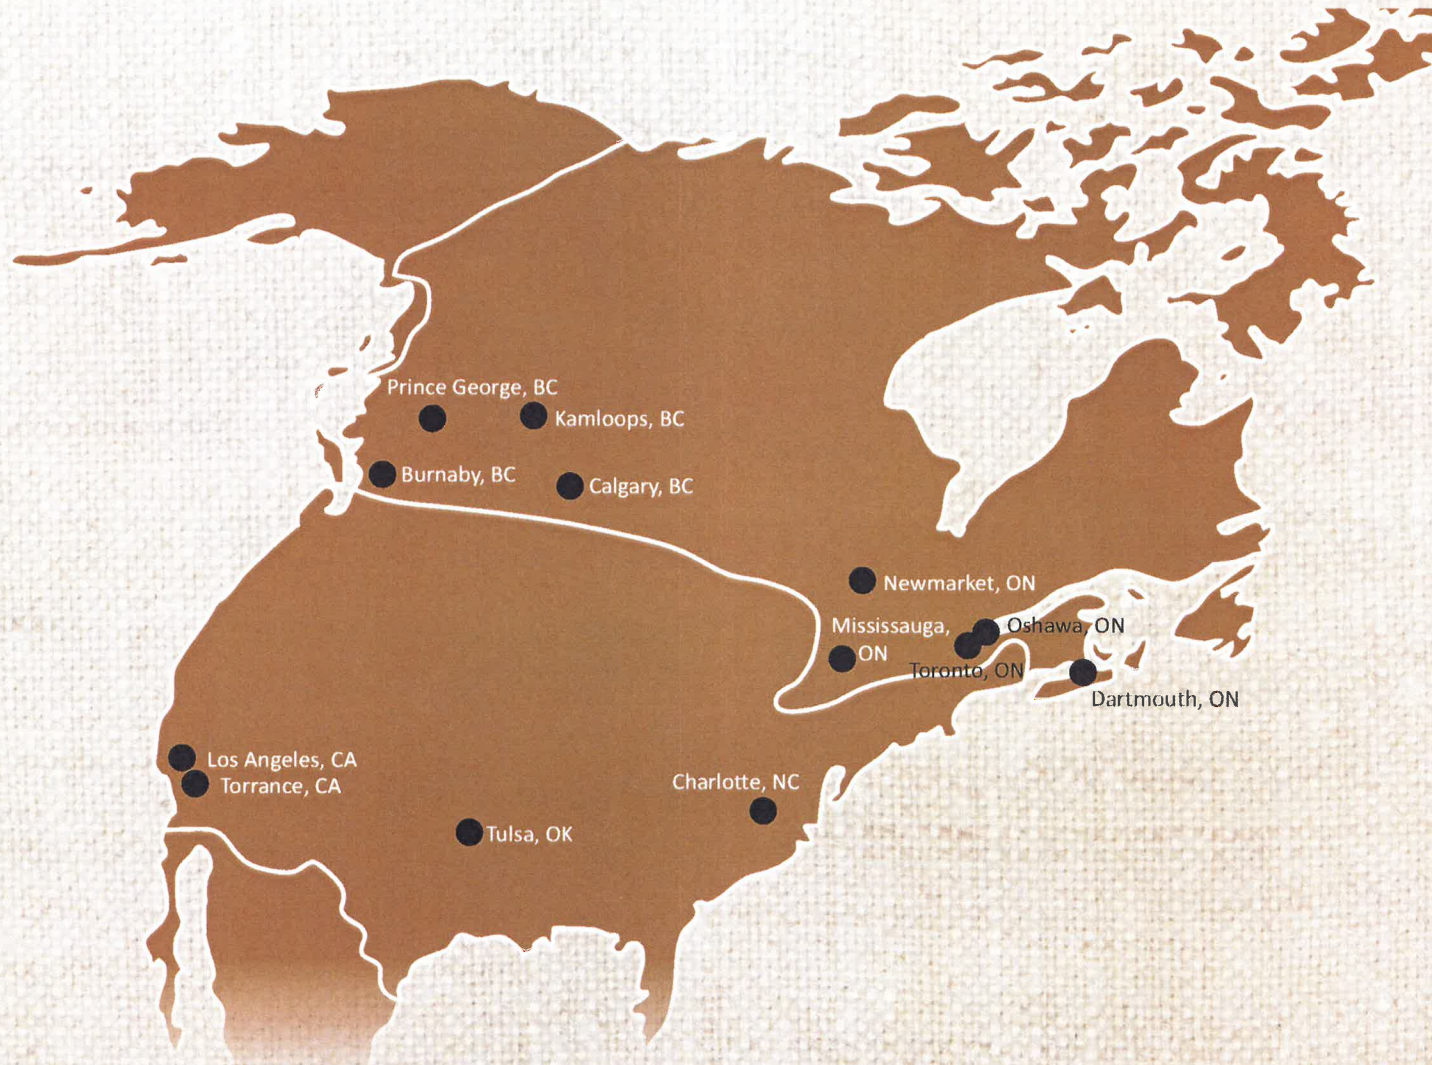 Prince George, BC
Kamloops, BC
Burnaby, BC
Calgary, BC
Newmarket, ON
Mississauga,
ON
Oshawa, ON
Toronto, ON
Dartmouth, ON
Los Angeles, CA
Torrance, CA
Charlotte, NC
Tulsa, OK